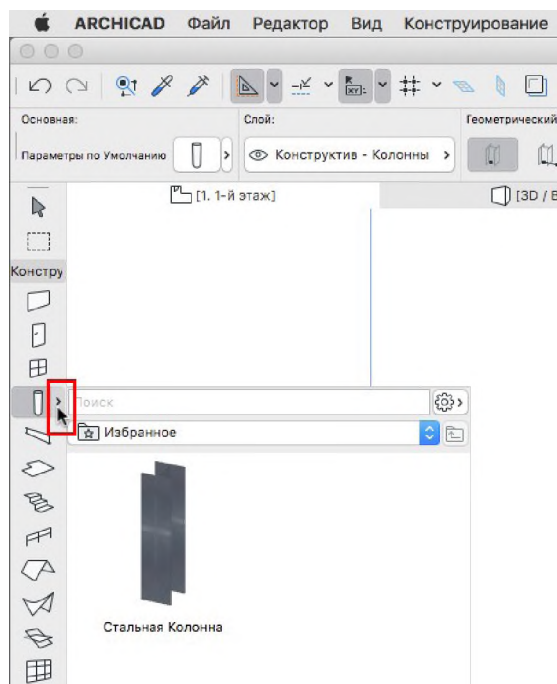 ARCHICAD Файл Редактор Вид Конструирование
XY:
Основная: Слой: Геометрический
Параметры по Умолчанию Конструктив - Колонны
[1. 1-й этаж] [3D / В
Констру
Поиск
Избранное
Стальная Колонна